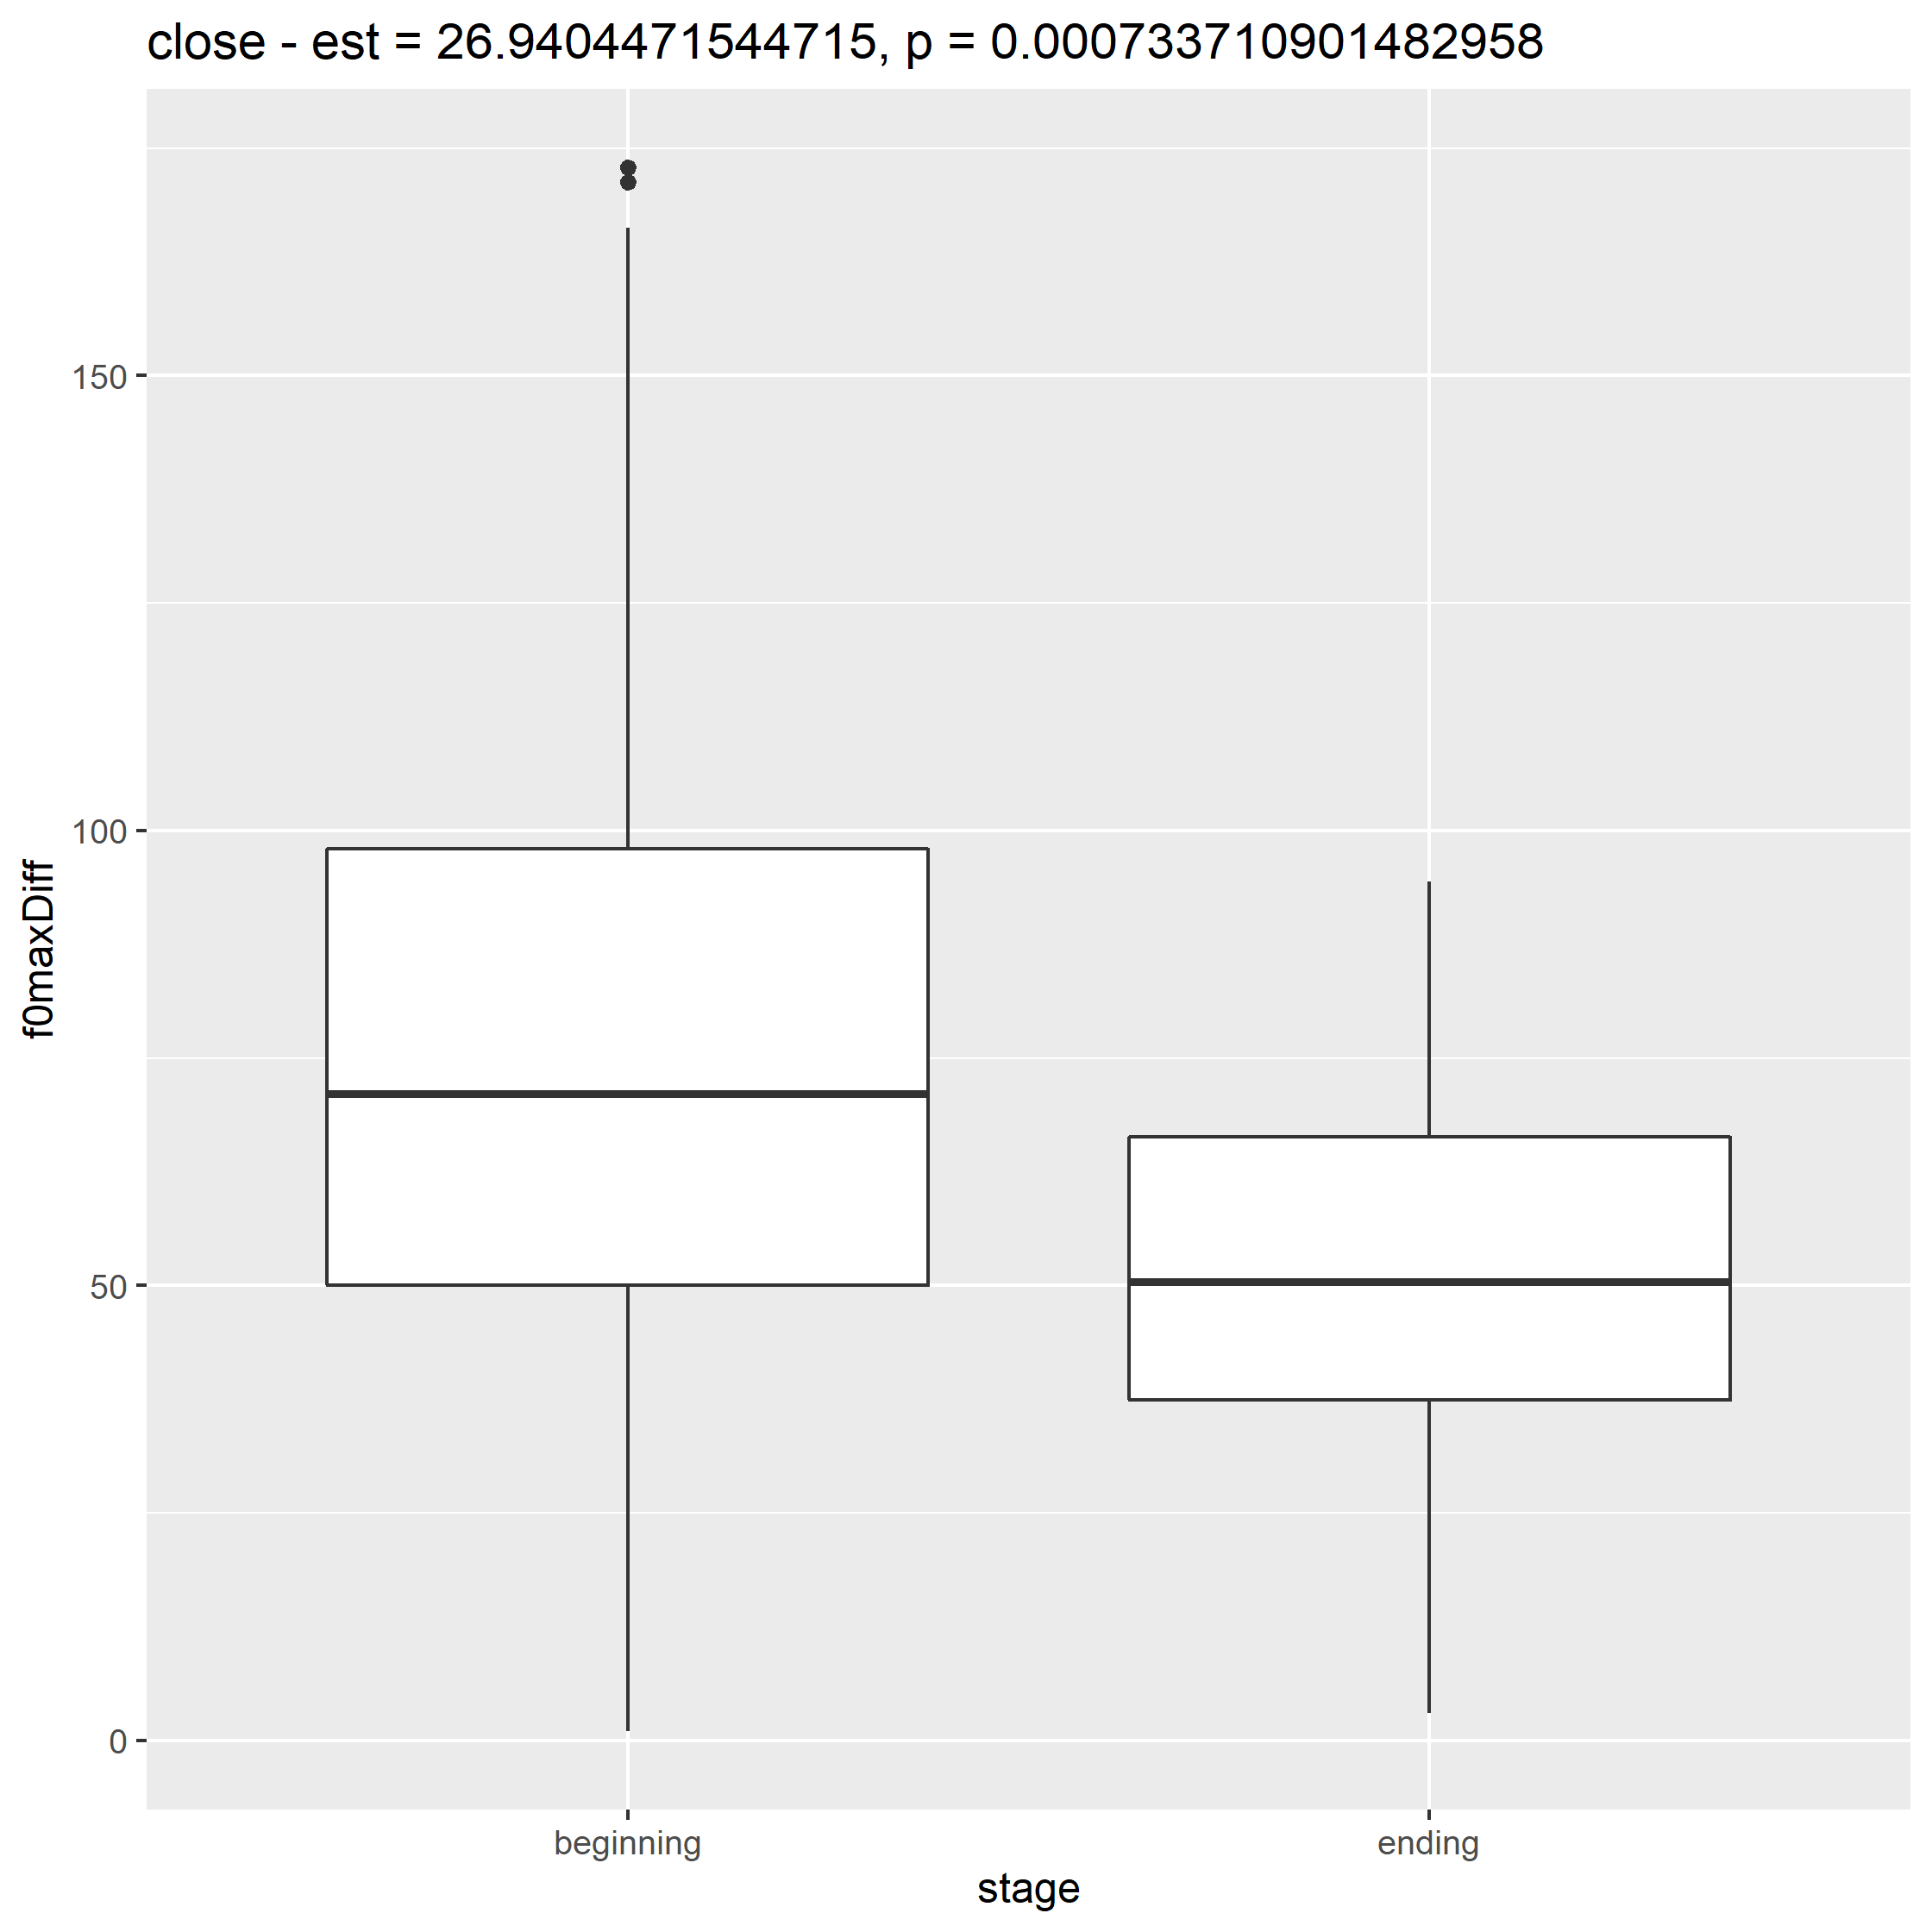 close - est = 26.9404471544715, p = 0.000733710901482958
f0maxDiff
150
100
50
0
beginning
ending
stage